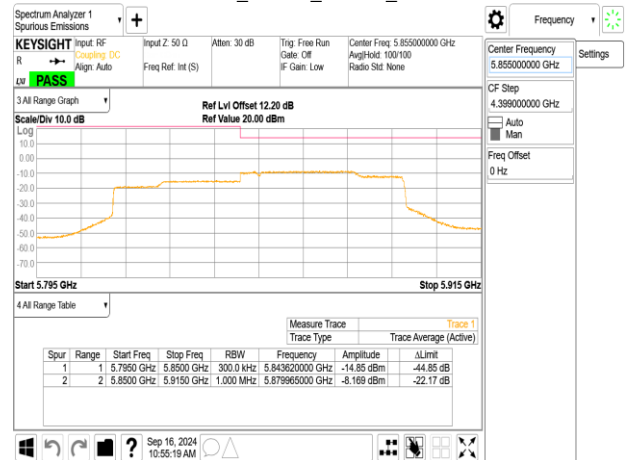 Spectrum Analyzer 1
Spurious Emissions
Frequency
KEYSIGHT
R
LXI
PASS
Input: RF
Coupling: DC
Align: Auto
Input Z: 50 Ω
Freq Ref: Int (S)
Atten: 30 dB
Trig: Free Run
Gate: Off
IF Gain: Low
Center Freq: 5.855000000 GHz
Avg|Hold: 100/100
Radio Std: None
Center Frequency
5.855000000 GHz
Settings
CF Step
4.399000000 GHz
Auto
Man
Freq Offset
0 Hz
3 All Range Graph
Ref Lvl Offset 12.20 dB
Scale/Div 10.0 dB
Ref Value 20.00 dBm
Log
10.0
0.00
-10.0
-20.0
-30.0
-40.0
-50.0
-60.0
-70.0
Start 5.795 GHz
Stop 5.915 GHz
4 All Range Table
Measure Trace Trace 1
Trace Type Trace Average (Active)
Spur Range Start Freq Stop Freq RBW Frequency Amplitude ΔLimit
1 1 5.7950 GHz 5.8500 GHz 300.0 kHz 5.843620000 GHz -14.85 dBm -44.85 dB
2 2 5.8500 GHz 5.9150 GHz 1.000 MHz 5.879965000 GHz -8.169 dBm -22.17 dB
Sep 16, 2024
10:55:19 AM